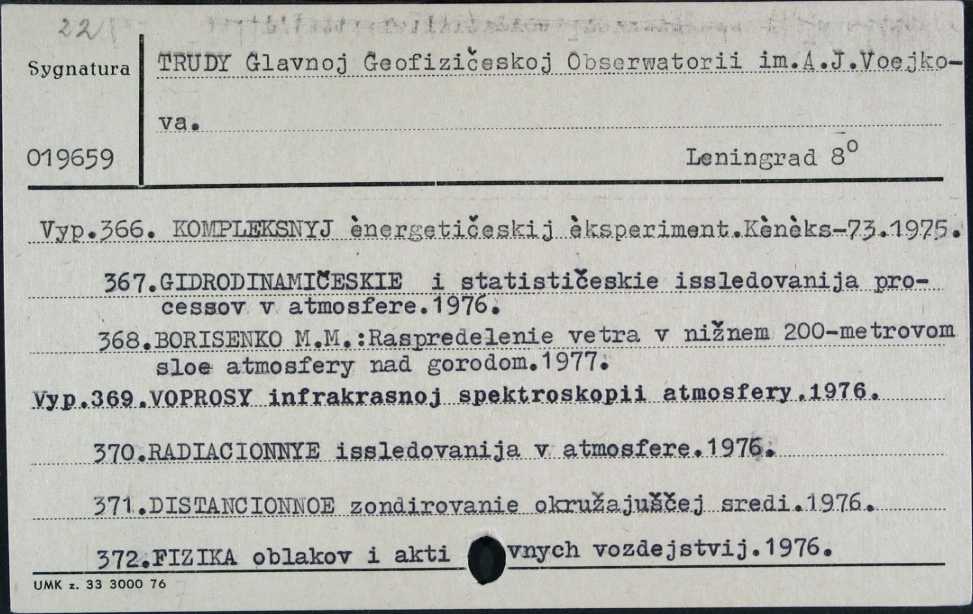 22
Sygnatura
TRUDY Glavnoj Geofizičeskoj Obserwatorii im.A.J.Voejko-
va.
019659
Leningrad 8º
Vyp.366. KOMPLEKSNYJ ènergetičeskij èksperiment.Kènèks-73.1975.
367.GIDRODINAMIČESKIE i statističeskie issledovanija pro-
cessov v atmosfere.1976.
368.BORISENKO M.M.:Raspredelenie vetra v nižnem 200-metrovom
sloe atmosfery nad gorodom.1977.
Vyp.369.VOPROSY infrakrasnoj spektroskopii atmosfery.1976.
370.RADIACIONNYE issledovanija v atmosfere.1976.
371.DISTANCIONNOE zondirovanie okružajuščej sredi.1976.
372.FIZIKA oblakov i akti vnych vozdejstvij.1976.
UMK z. 33 3000 76